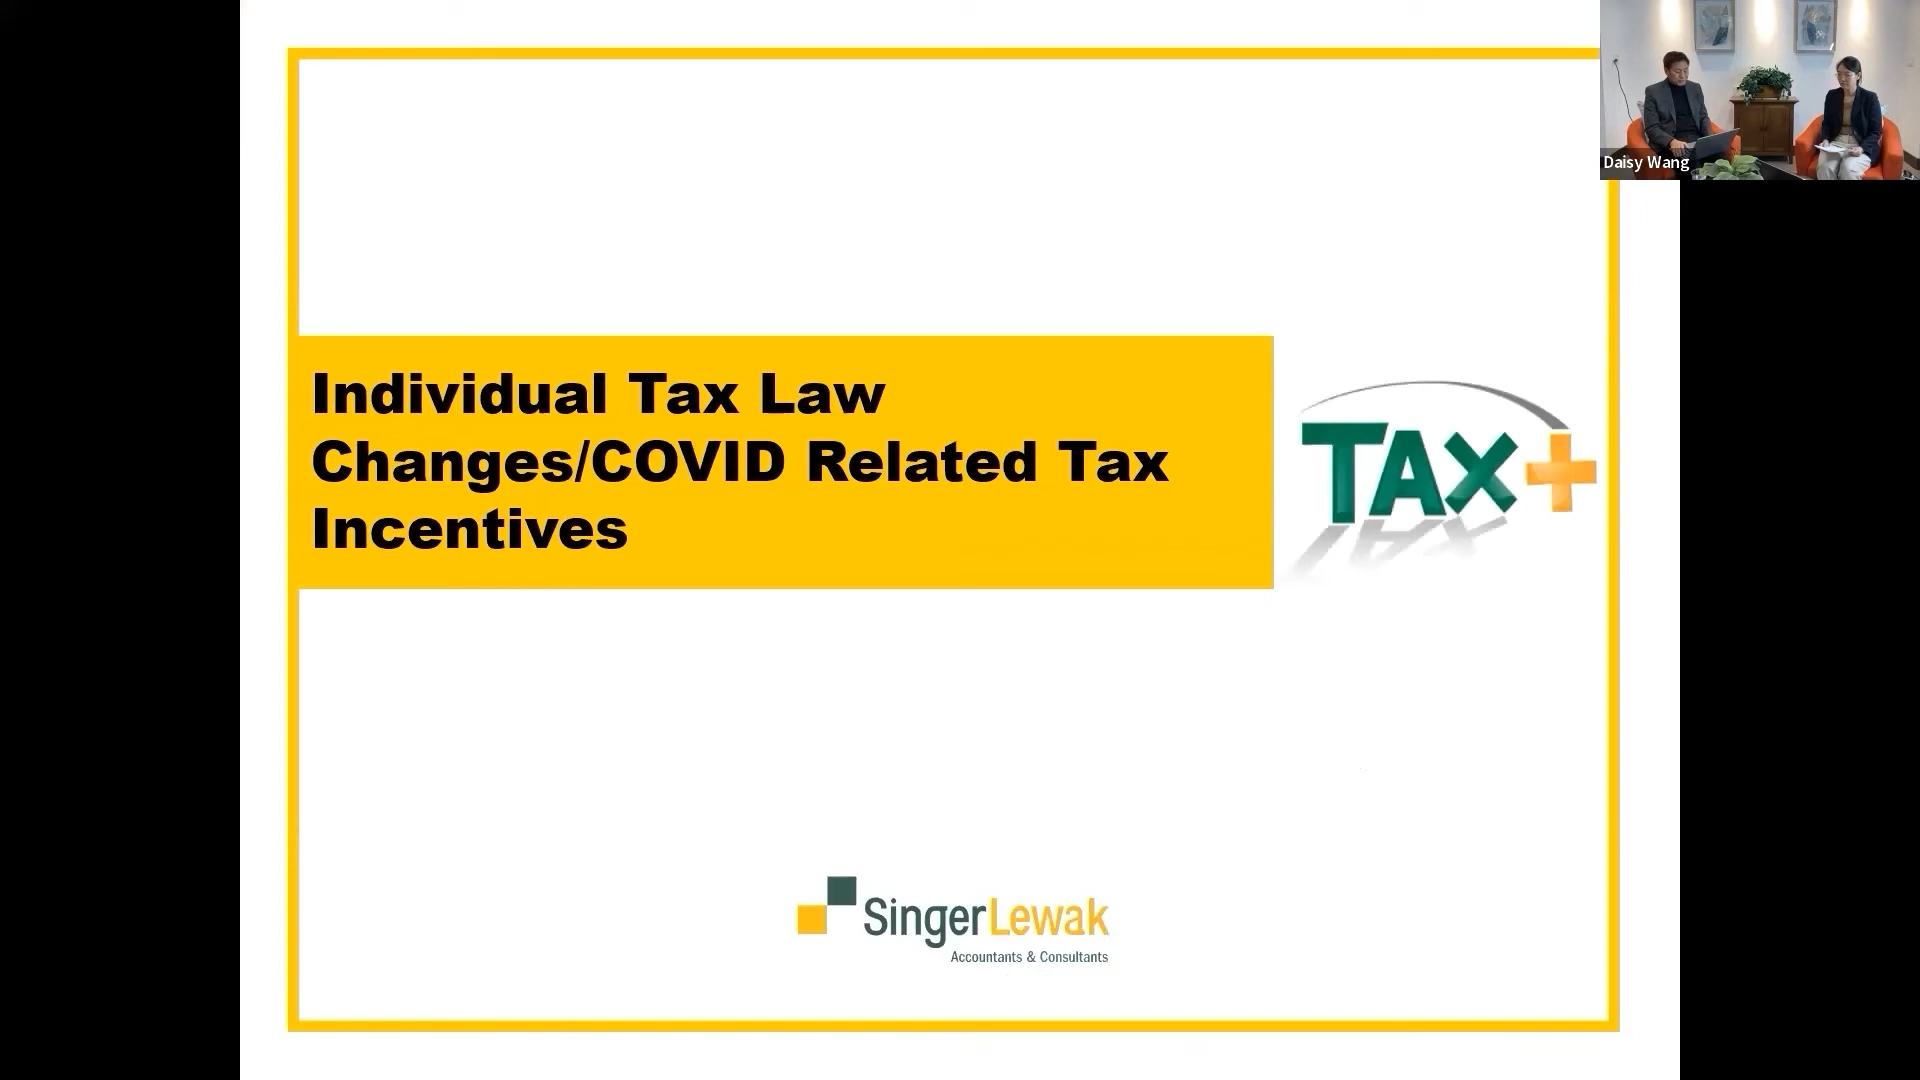 Individual Tax Law
Changes/COVID Related Tax
Incentives
TAX+
Daisy Wang
SingerLewak
Accountants & Consultants